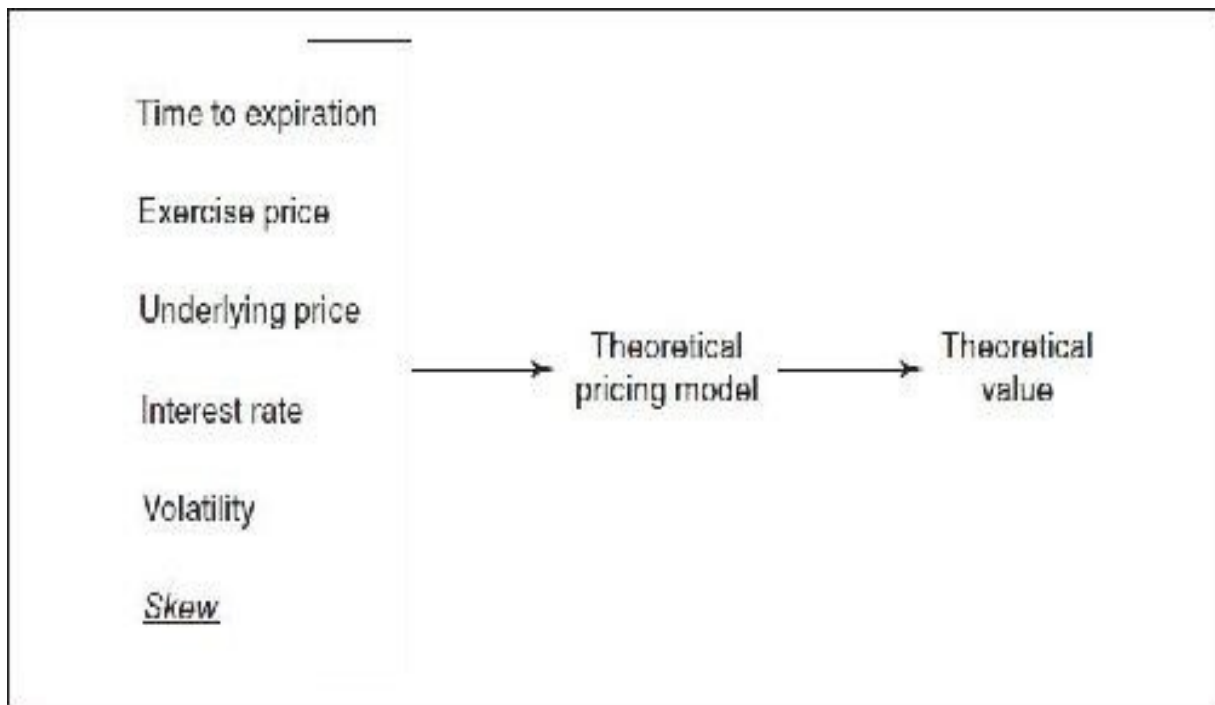 Time to expiration
Exercise price
Underlying price
Interest rate
Volatility
Skew
Theoretical
pricing model
Theoretical
value